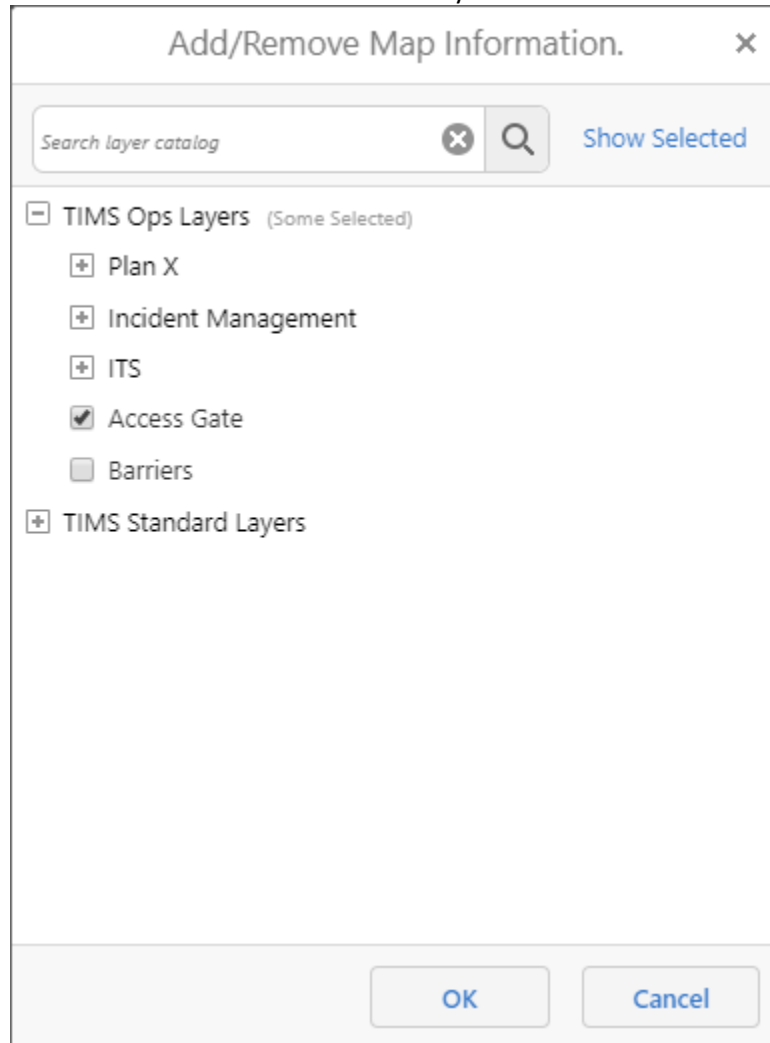 Add/Remove Map Information.
Search layer catalog
Show Selected
TIMS Ops Layers (Some Selected)
Plan X
Incident Management
ITS
Access Gate
Barriers
TIMS Standard Layers
OK
Cancel